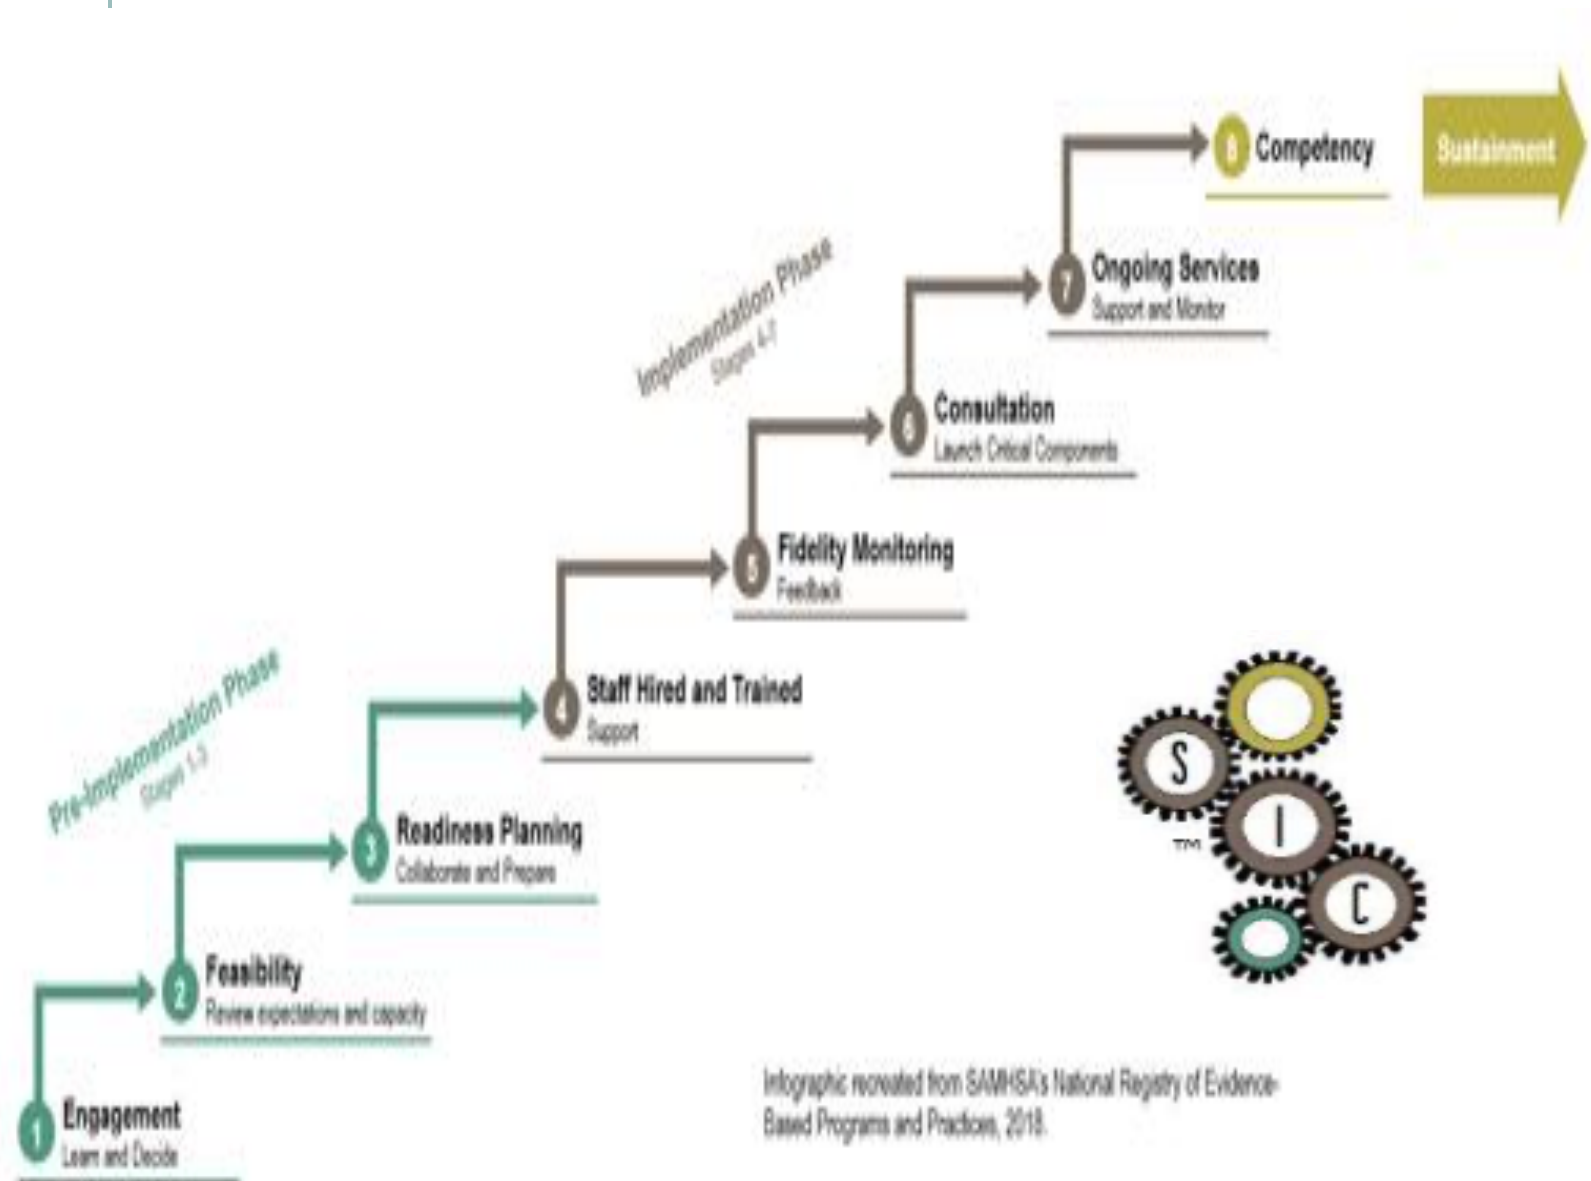 8 Competency
Sustainment
7 Ongoing Services
Support and Monitor
Implementation Phase
Stages 4-7
6 Consultation
Launch Critical Components
5 Fidelity Monitoring
Feedback
4 Staff Hired and Trained
Support
Pre-Implementation Phase
Stages 1-3
3 Readiness Planning
Collaborate and Prepare
2 Feasibility
Review expectations and capacity
1 Engagement
Learn and Decide
S
I
TM
C
Infographic recreated from SAMHSA's National Registry of Evidence-
Based Programs and Practices, 2018.